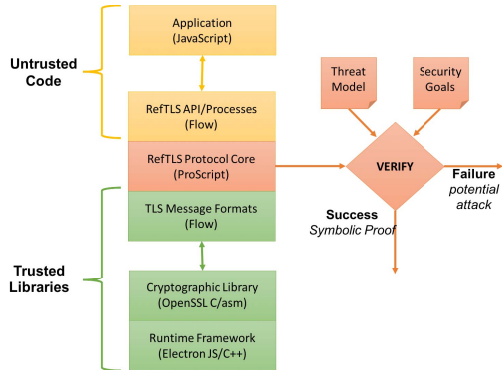 Untrusted
Code
Application
(JavaScript)
RefTLS API/Processes
(Flow)
RefTLS Protocol Core
(ProScript)
TLS Message Formats
(Flow)
Trusted
Libraries
Cryptographic Library
(OpenSSL C/asm)
Runtime Framework
(Electron JS/C++)
Threat
Model
Security
Goals
VERIFY
Failure
potential
attack
Success
Symbolic Proof